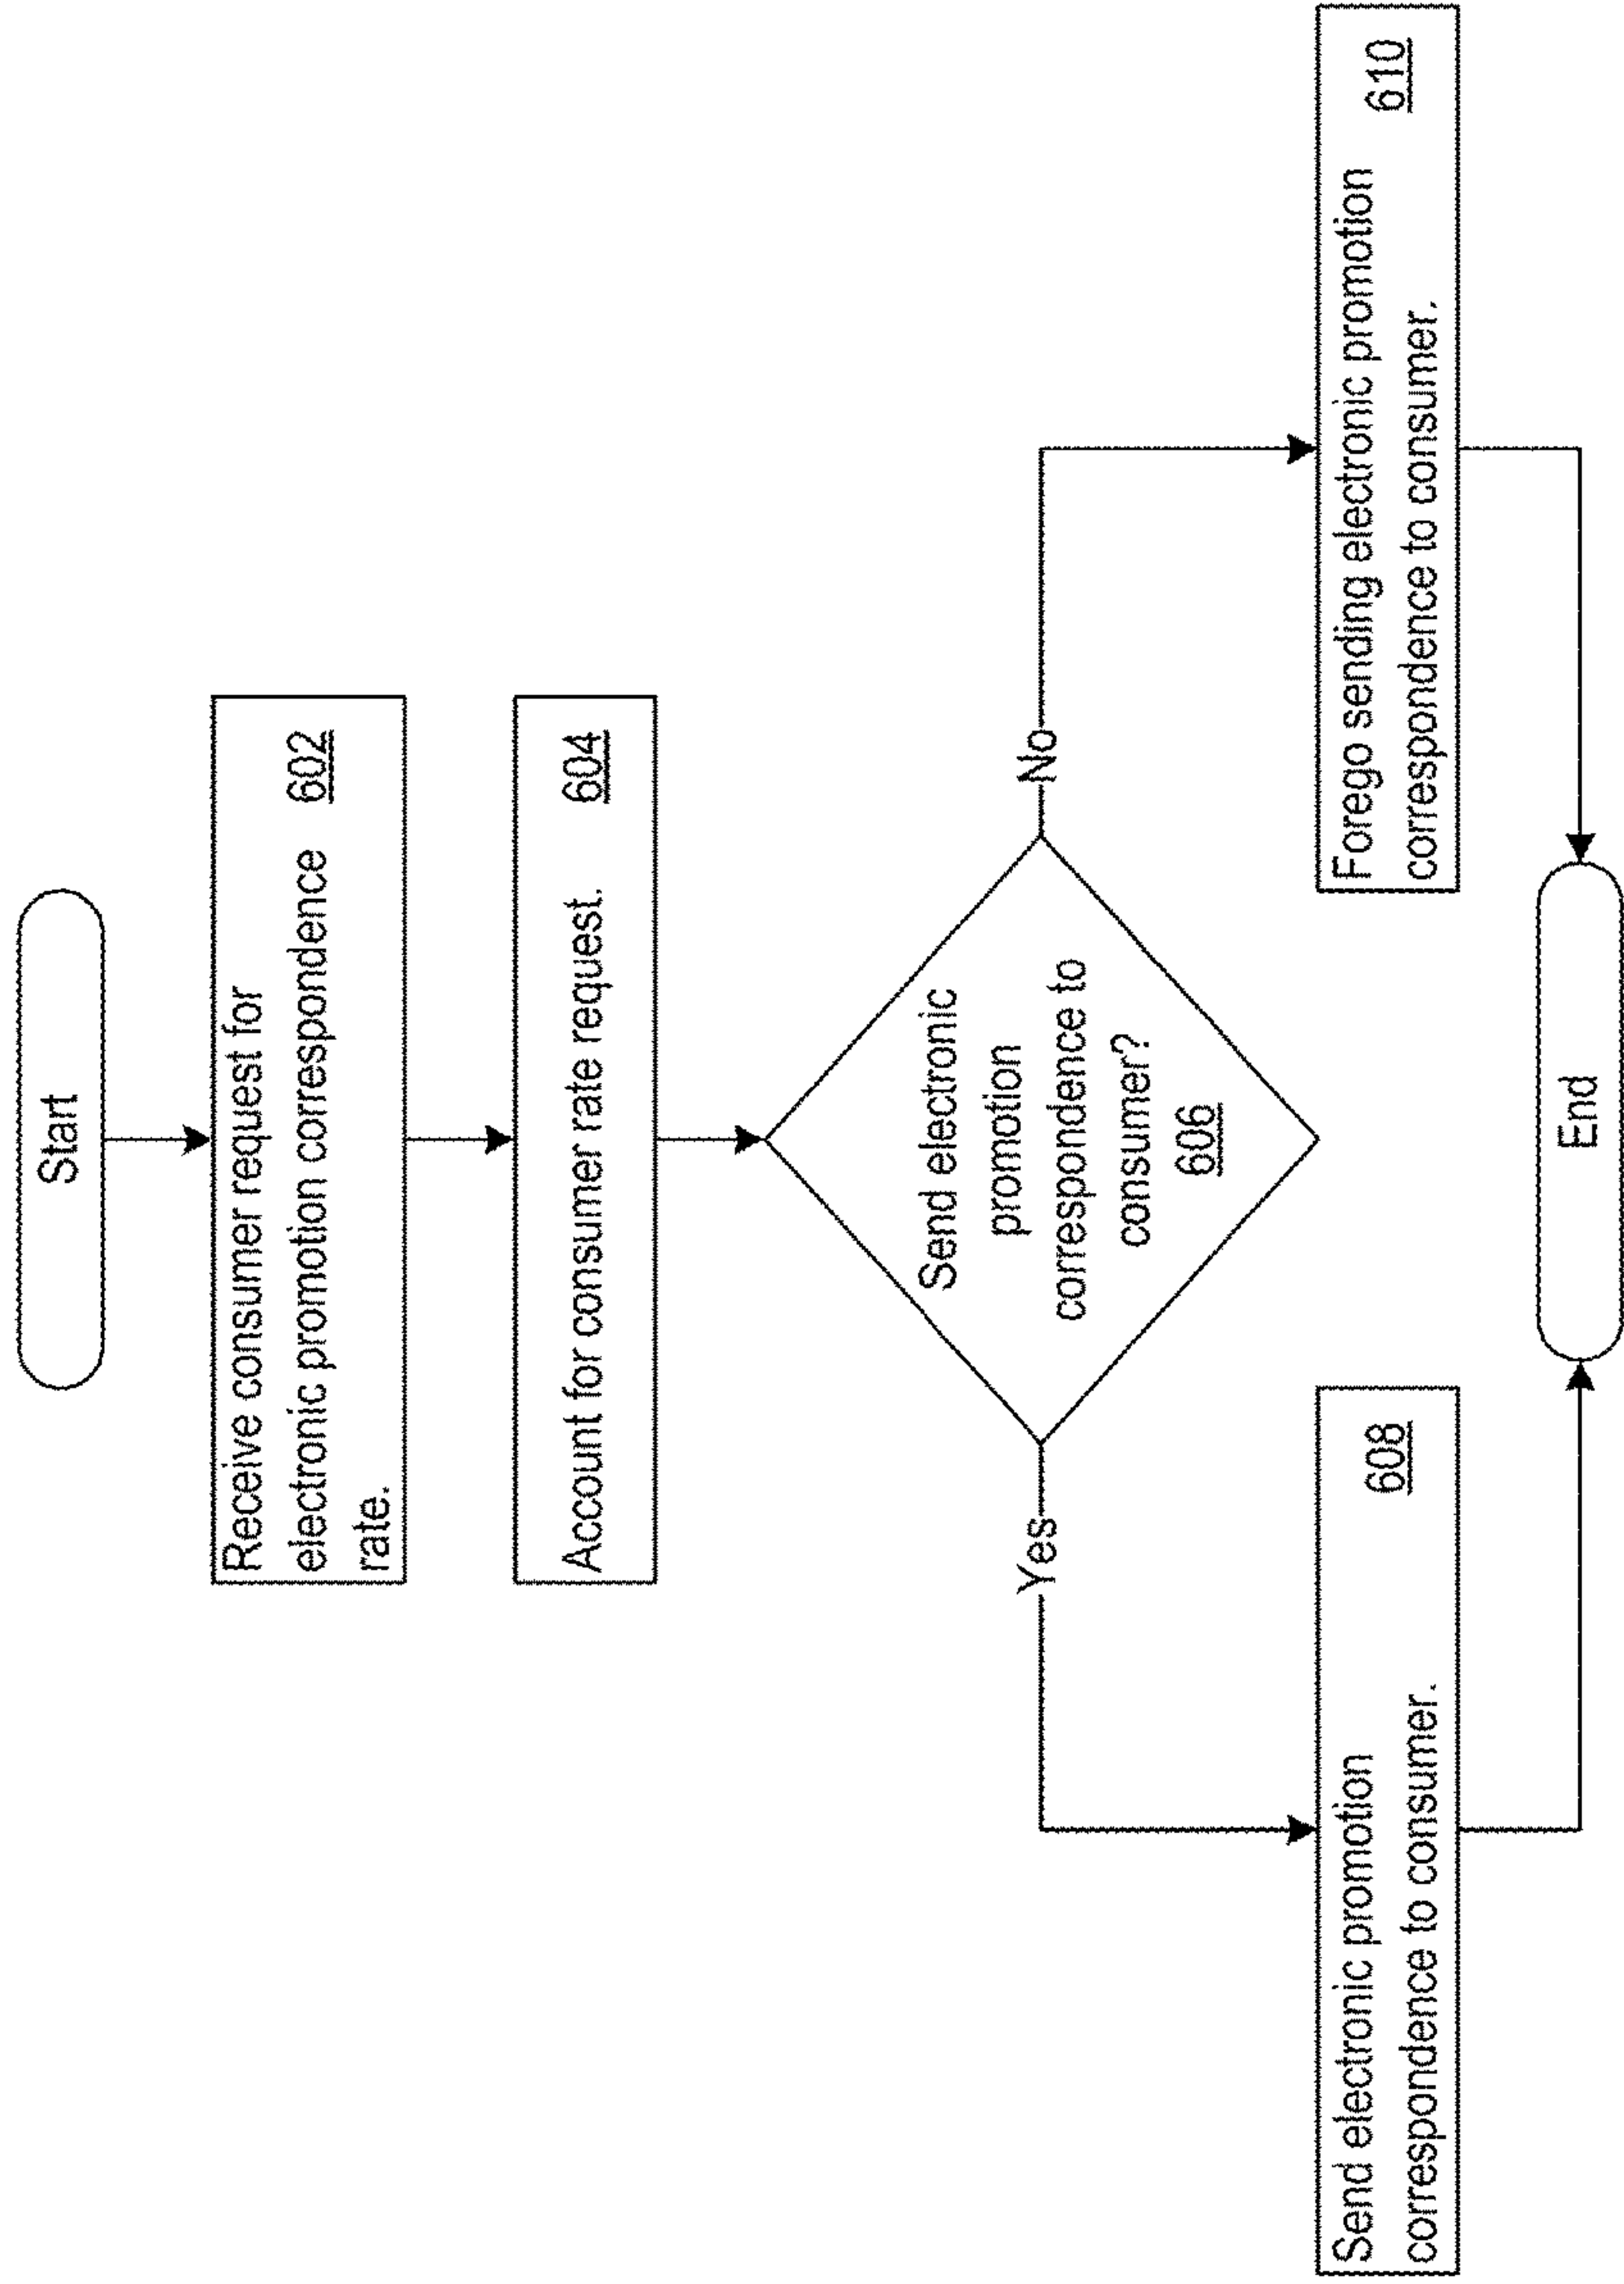 Start
Receive consumer request for
electronic promotion correspondence 602
rate.
Account for consumer rate request. 604
Send electronic
promotion
correspondence to
consumer?
606
Yes
No
Send electronic promotion
correspondence to consumer. 608
Forego sending electronic promotion
correspondence to consumer. 610
End